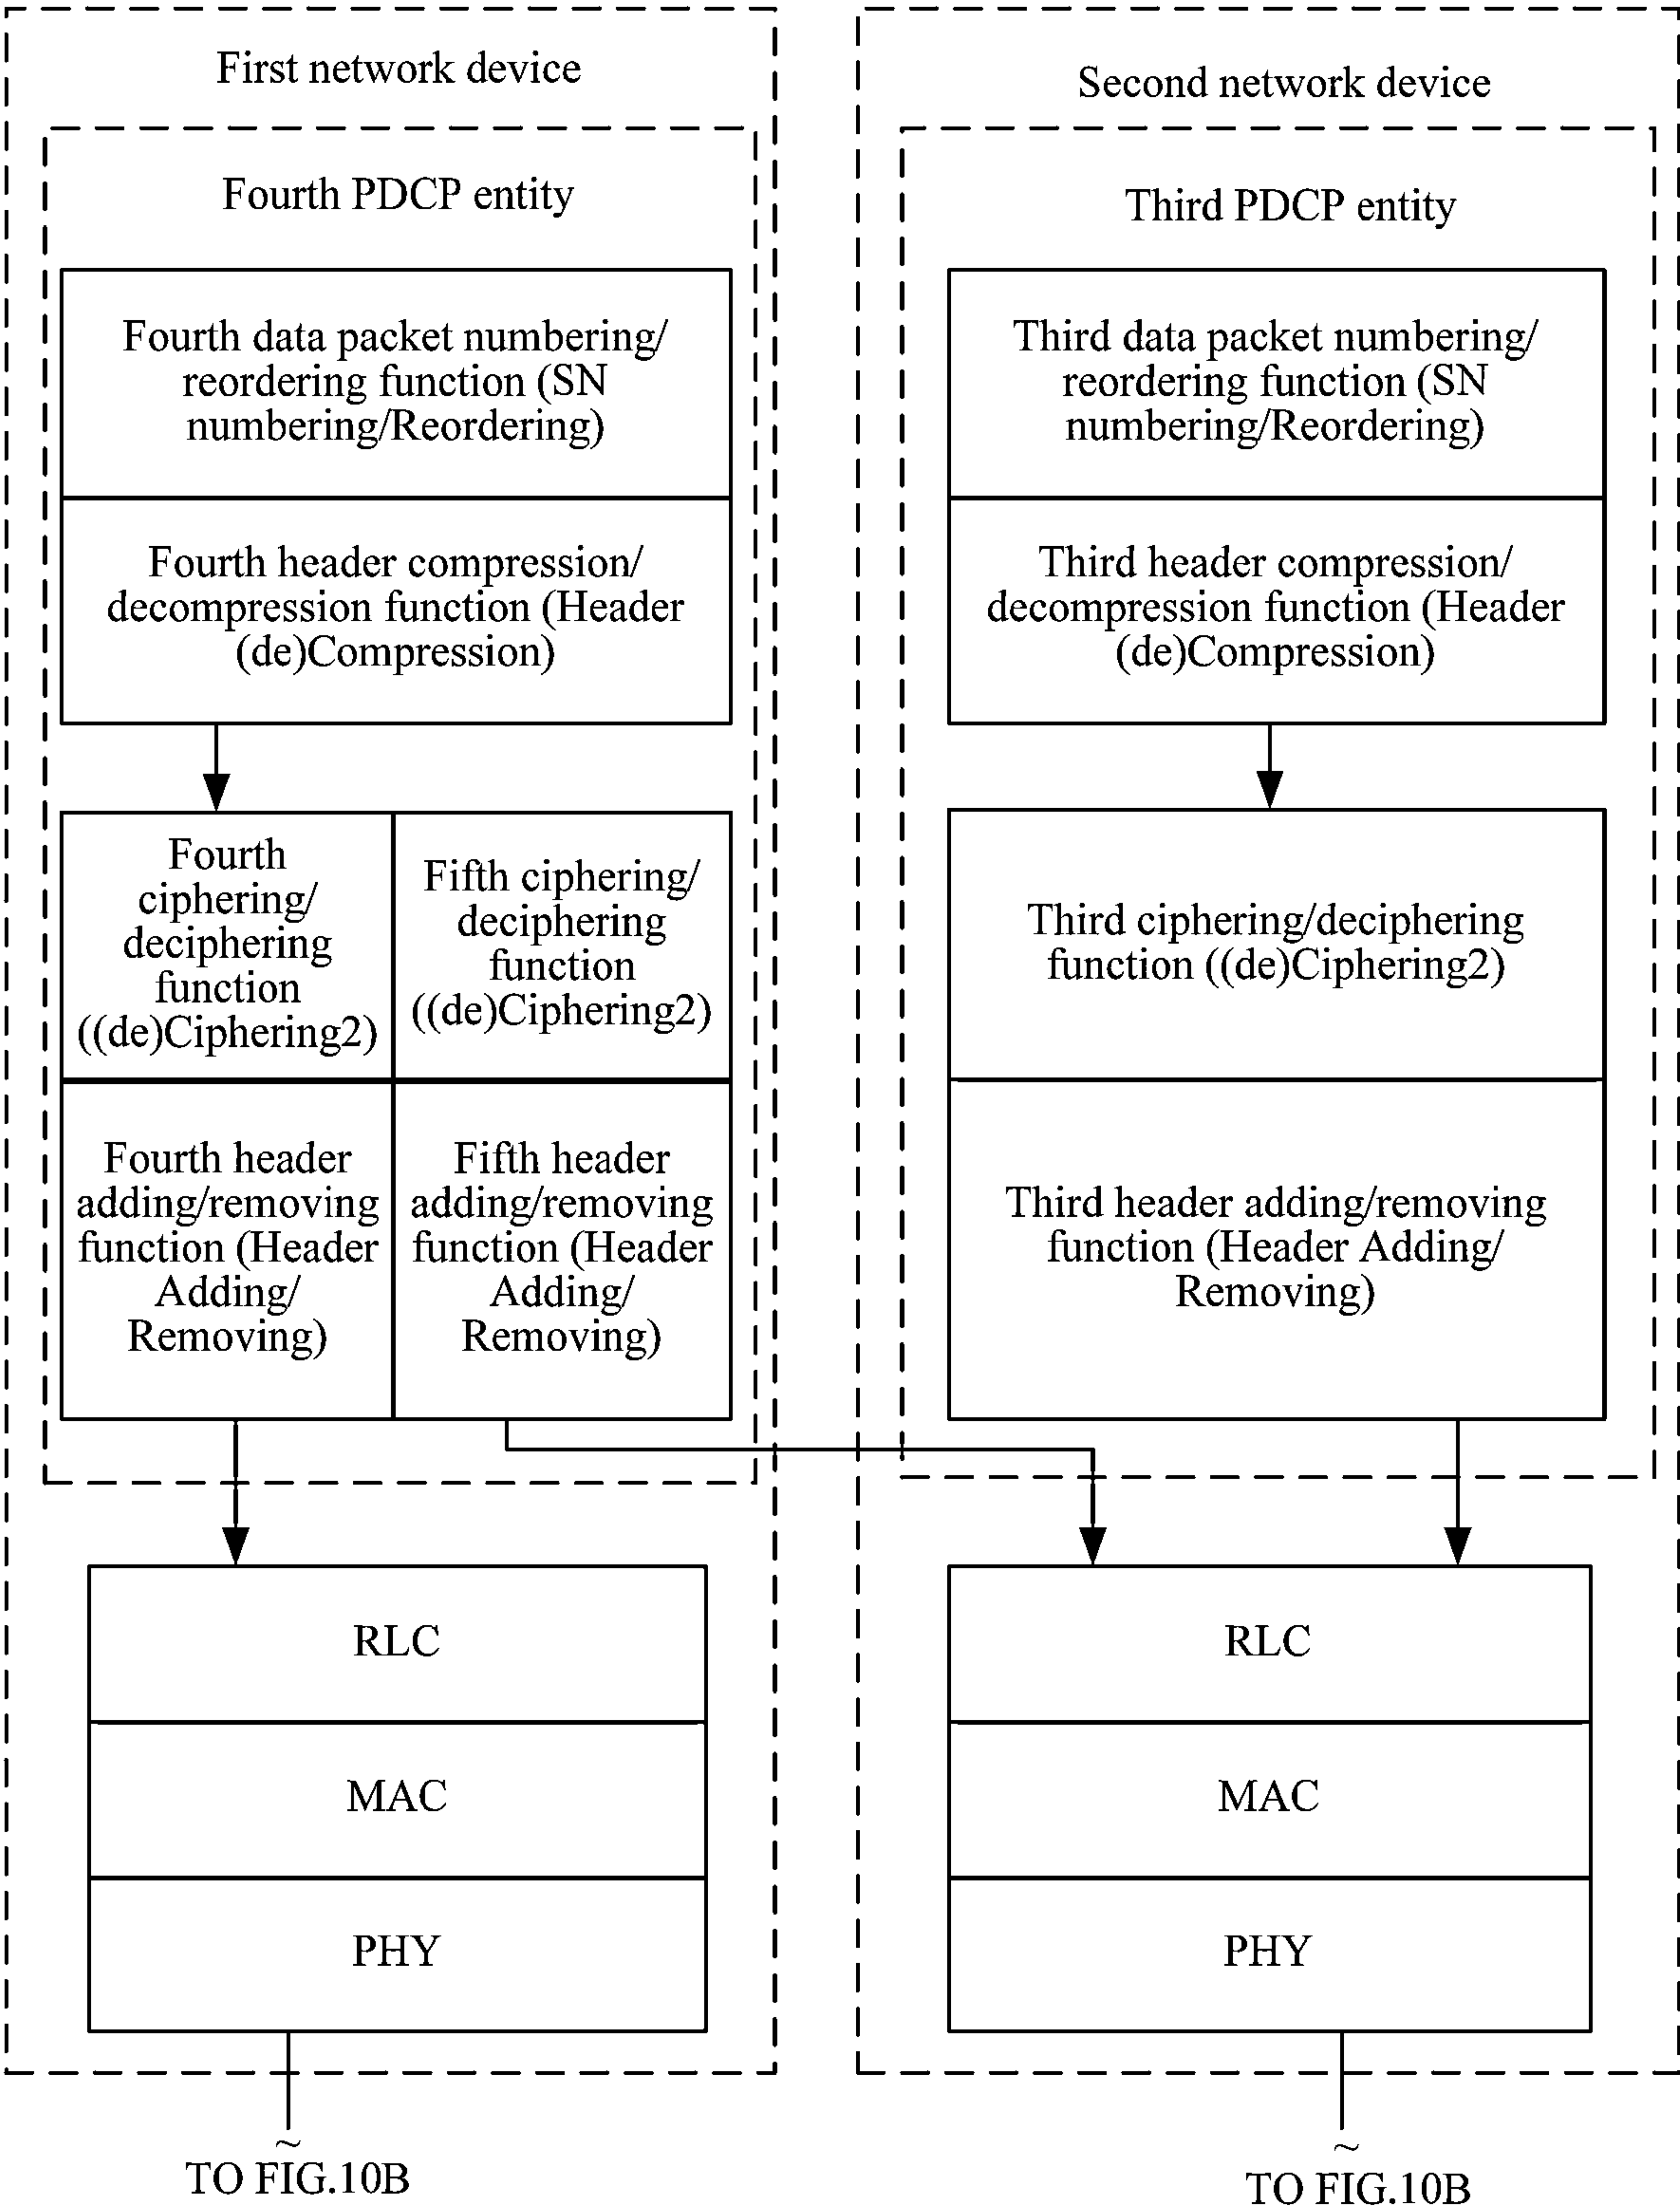 First network device
Fourth PDCP entity
Fourth data packet numbering/
reordering function (SN
numbering/Reordering)
Fourth header compression/
decompression function (Header
(de)Compression)
Fourth
ciphering/
deciphering
function
((de)Ciphering2)
Fifth ciphering/
deciphering
function
((de)Ciphering2)
Fourth header
adding/removing
function (Header
Adding/
Removing)
Fifth header
adding/removing
function (Header
Adding/
Removing)
RLC
MAC
PHY
~
TO FIG.10B
Second network device
Third PDCP entity
Third data packet numbering/
reordering function (SN
numbering/Reordering)
Third header compression/
decompression function (Header
(de)Compression)
Third ciphering/deciphering
function ((de)Ciphering2)
Third header adding/removing
function (Header Adding/
Removing)
RLC
MAC
PHY
~
TO FIG.10B